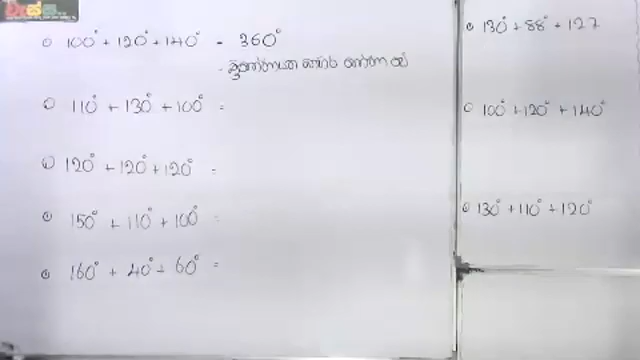 100° + 120° + 140° = 360°
110° + 130° + 100° =
120° + 120° + 120° =
150° + 110° + 100° =
160° + 40° + 60° =
130° + 88° + 127
100° + 120° + 140°
130° + 110° + 120°